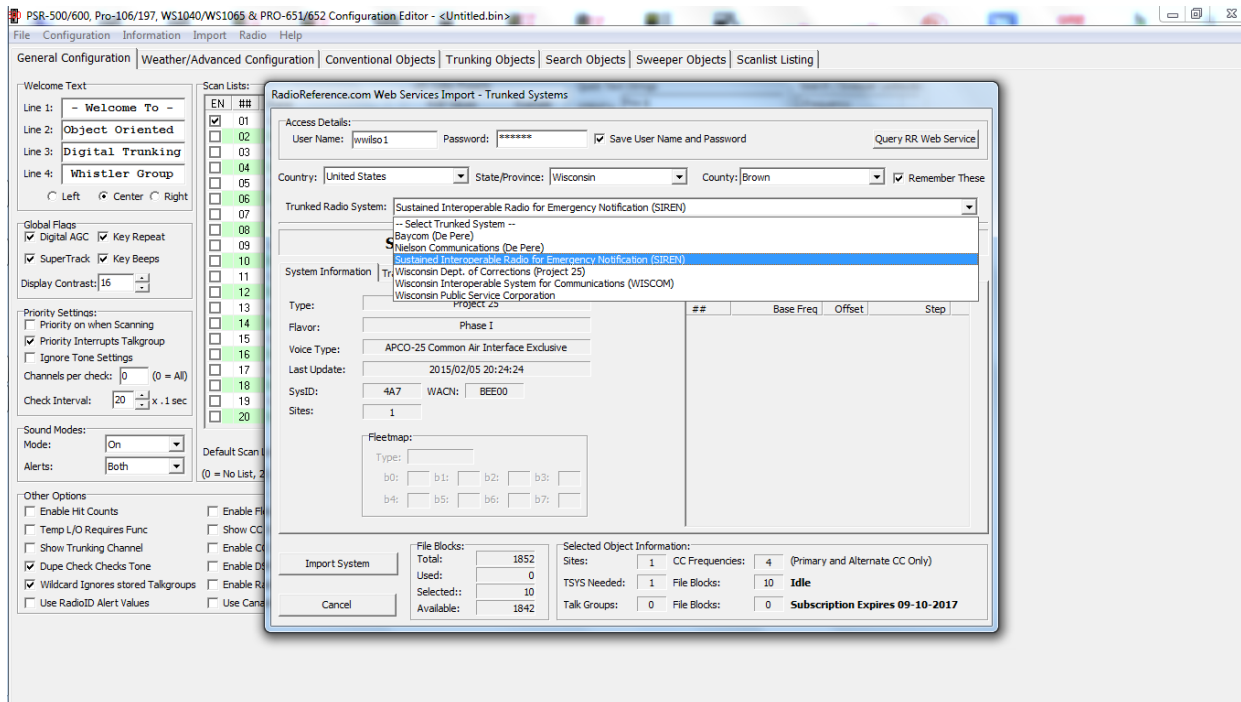 PSR-500/600, Pro-106/197, WS1040/WS1065 & PRO-651/652 Configuration Editor - <Untitled.bin>
File Configuration Information Import Radio Help
General Configuration Weather/Advanced Configuration Conventional Objects Trunking Objects Search Objects Sweeper Objects Scanlist Listing
Welcome Text
Line 1: - Welcome To -
Line 2: Object Oriented
Line 3: Digital Trunking
Line 4: Whistler Group
Left Center Right
Global Flags
Digital AGC Key Repeat
SuperTrack Key Beeps
Display Contrast: 16
Priority Settings:
Priority on when Scanning
Priority Interrupts Talkgroup
Ignore Tone Settings
Channels per check: 0 (0 = All)
Check Interval: 20 x .1 sec
Sound Modes:
Mode: On
Alerts: Both
Other Options
Enable Hit Counts
Temp L/O Requires Func
Show Trunking Channel
Dupe Check Checks Tone
Wildcard Ignores stored Talkgroups
Use RadioID Alert Values
Scan Lists:
EN ##
01
02
03
04
05
06
07
08
09
10
11
12
13
14
15
16
17
18
19
20
Default Scan L
(0 = No List, 2
Enable Fl
Show CC
Enable CC
Enable DS
Enable Ra
Use Cana
RadioReference.com Web Services Import - Trunked Systems
Access Details:
User Name: wwilso1 Password: ****** Save User Name and Password Query RR Web Service
Country: United States State/Province: Wisconsin County: Brown Remember These
Trunked Radio System: Sustained Interoperable Radio for Emergency Notification (SIREN)
-- Select Trunked System --
Baycom (De Pere)
Nielson Communications (De Pere)
Sustained Interoperable Radio for Emergency Notification (SIREN)
Wisconsin Dept. of Corrections (Project 25)
Wisconsin Interoperable System for Communications (WISCOM)
Wisconsin Public Service Corporation
S
System Information Tr
Type: Project 25
Flavor: Phase I
Voice Type: APCO-25 Common Air Interface Exclusive
Last Update: 2015/02/05 20:24:24
SysID: 4A7 WACN: BEE00
Sites: 1
Fleetmap:
Type:
b0: b1: b2: b3:
b4: b5: b6: b7:
## Base Freq Offset Step
Import System
Cancel
File Blocks:
Total: 1852
Used: 0
Selected:: 10
Available: 1842
Selected Object Information:
Sites: 1 CC Frequencies: 4 (Primary and Alternate CC Only)
TSYS Needed: 1 File Blocks: 10 Idle
Talk Groups: 0 File Blocks: 0 Subscription Expires 09-10-2017